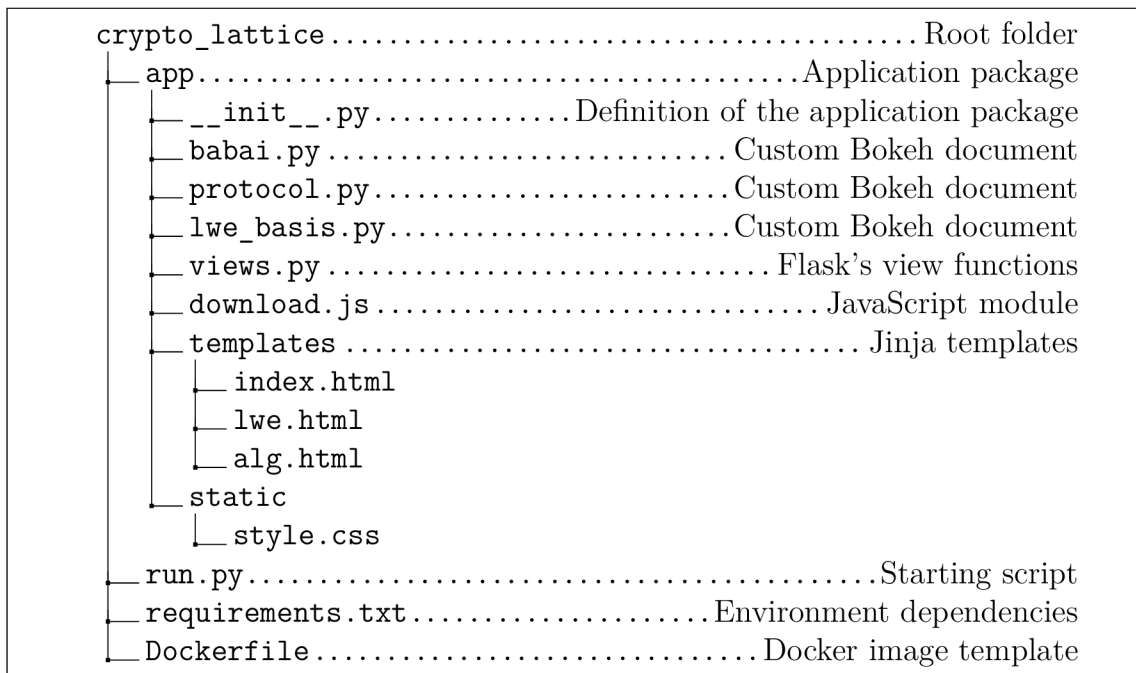 crypto_lattice........................................Root folder
app..........................................Application package
__init__.py..............Definition of the application package
babai.py............................Custom Bokeh document
protocol.py.........................Custom Bokeh document
lwe_basis.py........................Custom Bokeh document
views.py...............................Flask's view functions
download.js...............................JavaScript module
templates....................................Jinja templates
index.html
lwe.html
alg.html
static
style.css
run.py............................................Starting script
requirements.txt.....................Environment dependencies
Dockerfile...............................Docker image template